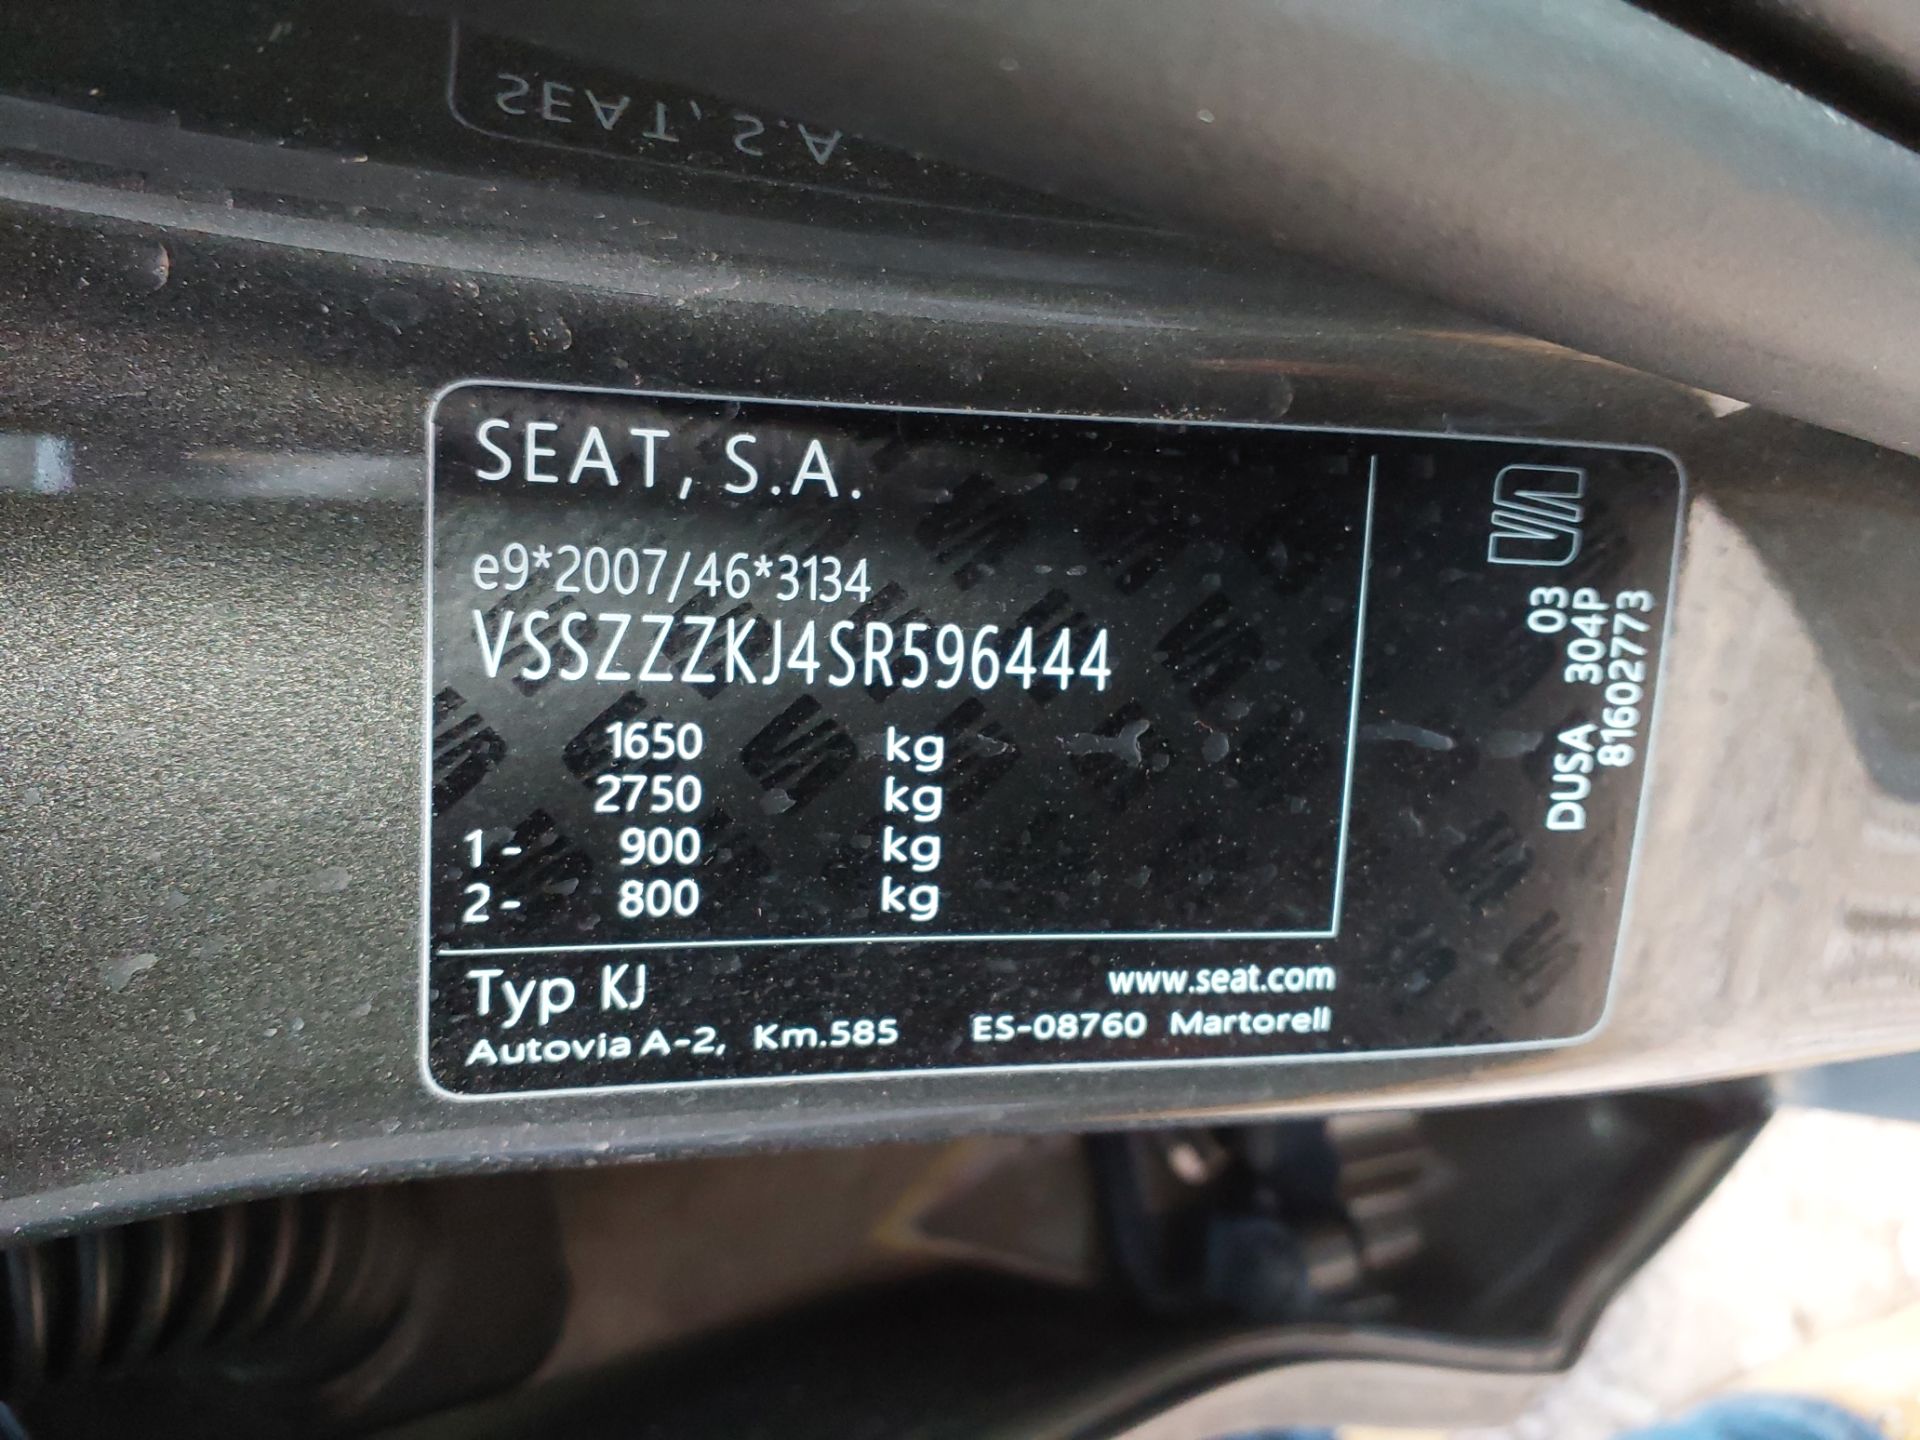 SEAT, S.A.
SEAT, S.A.
e9*2007/46*3134
VSSZZZKJ4SR596444
1650 kg
2750 kg
1- 900 kg
2- 800 kg
Typ KJ www.seat.com
Autovia A-2, Km.585 ES-08760 Martorell
03
DUSA 304P
81602773